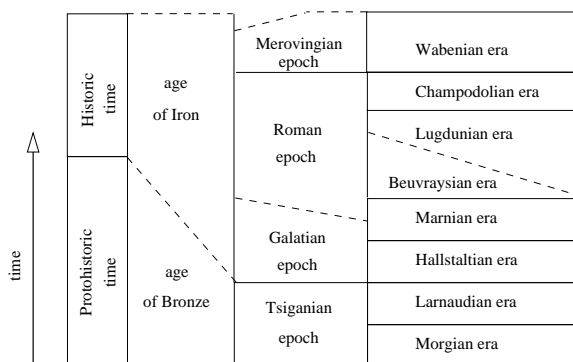 time
Historic
time
Protohistoric
time
age
of Iron
age
of Bronze
Merovingian
epoch
Roman
epoch
Galatian
epoch
Tsiganian
epoch
Wabenian era
Champodolian era
Lugdunian era
Beuvraysian era
Marnian era
Hallstaltian era
Larnaudian era
Morgian era